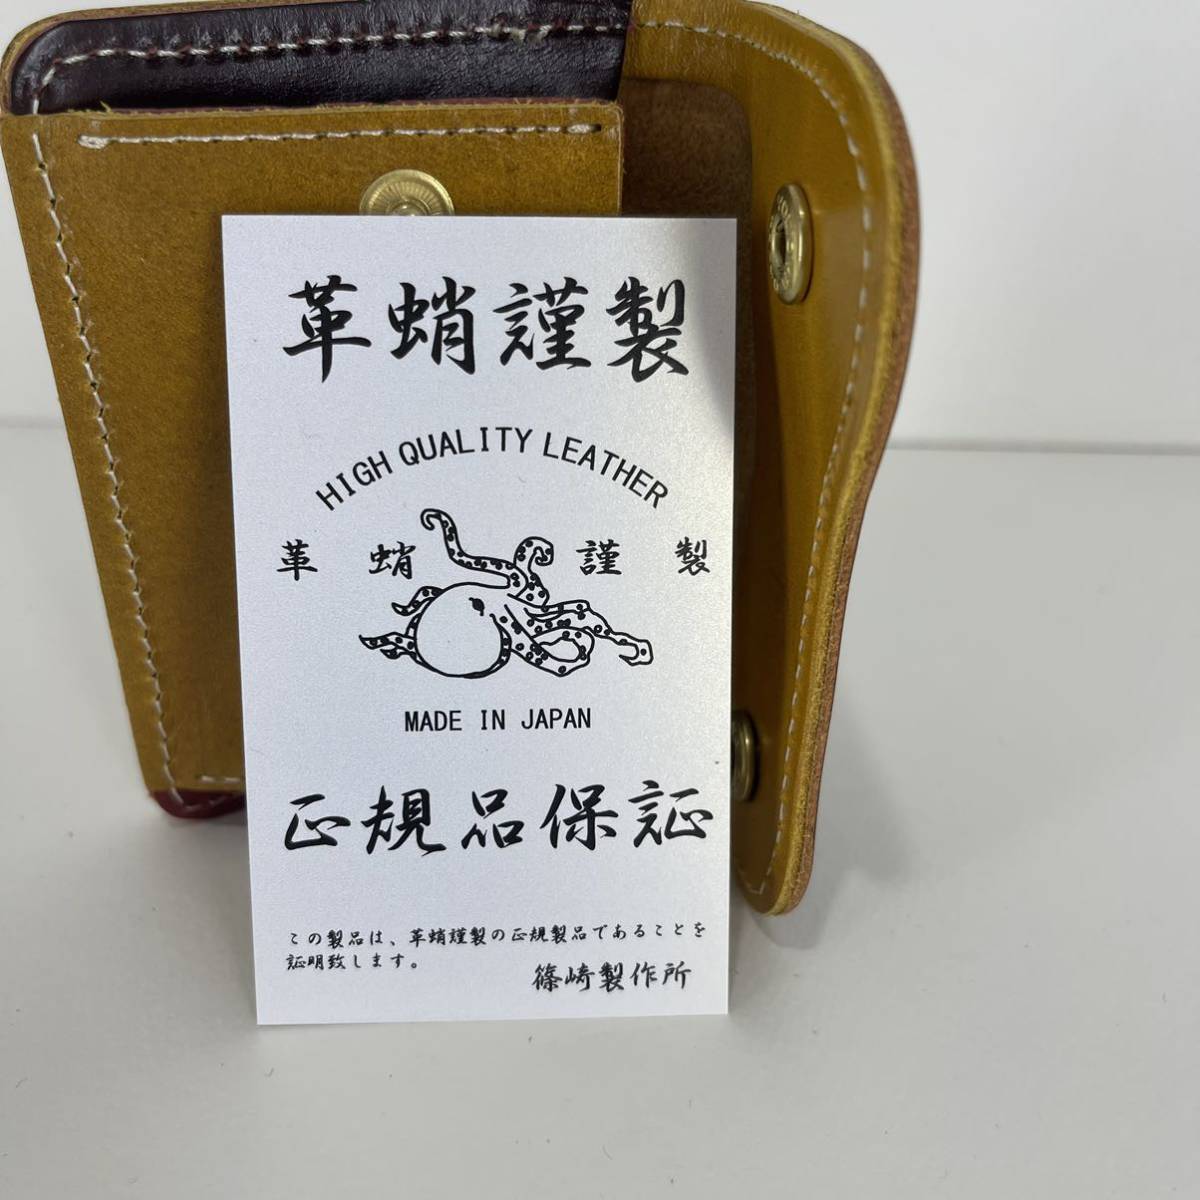 革蛸謹製
HIGH QUALITY LEATHER
革蛸謹製
MADE IN JAPAN
正規品保証
この製品は、革蛸謹製の正規製品であることを
証明致します。
篠崎製作所